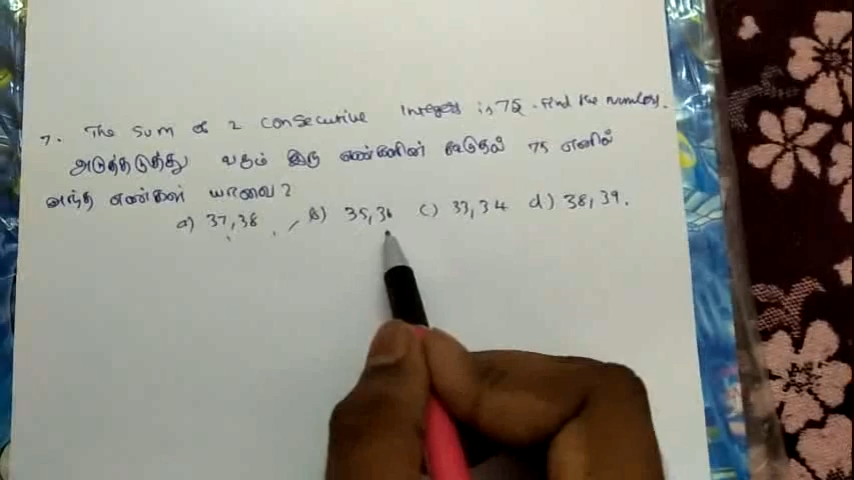 7. The Sum of 2 Consecutive Integers is 75. Find the numbers.
அடுத்தடுத்து வரும் இரு எண்களின் கூடுதல் 75 எனில்
அந்த எண்கள் யாவை?
a) 37,38 b) 35,36 c) 33,34 d) 38,39.